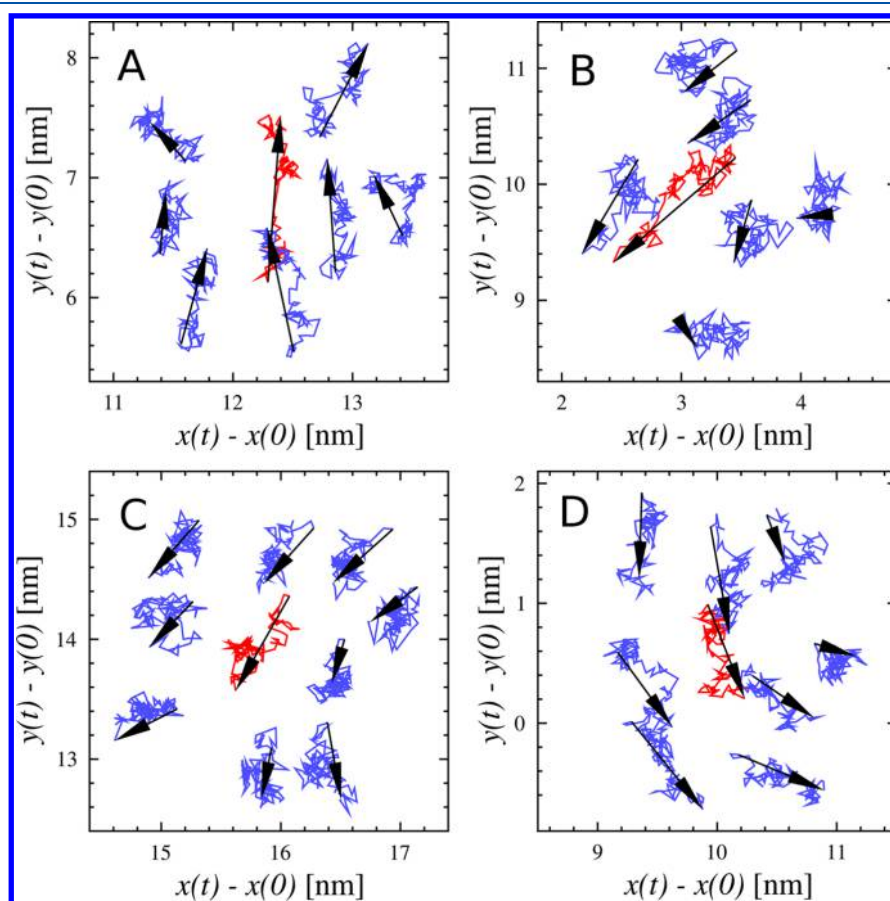 A
B
8
7
6
y(t) - y(0) [nm]
11
12
13
x(t) - x(0) [nm]
11
10
9
y(t) - y(0) [nm]
2
3
4
x(t) - x(0) [nm]
C
D
15
14
13
y(t) - y(0) [nm]
15
16
17
x(t) - x(0) [nm]
2
1
0
y(t) - y(0) [nm]
9
10
11
x(t) - x(0) [nm]